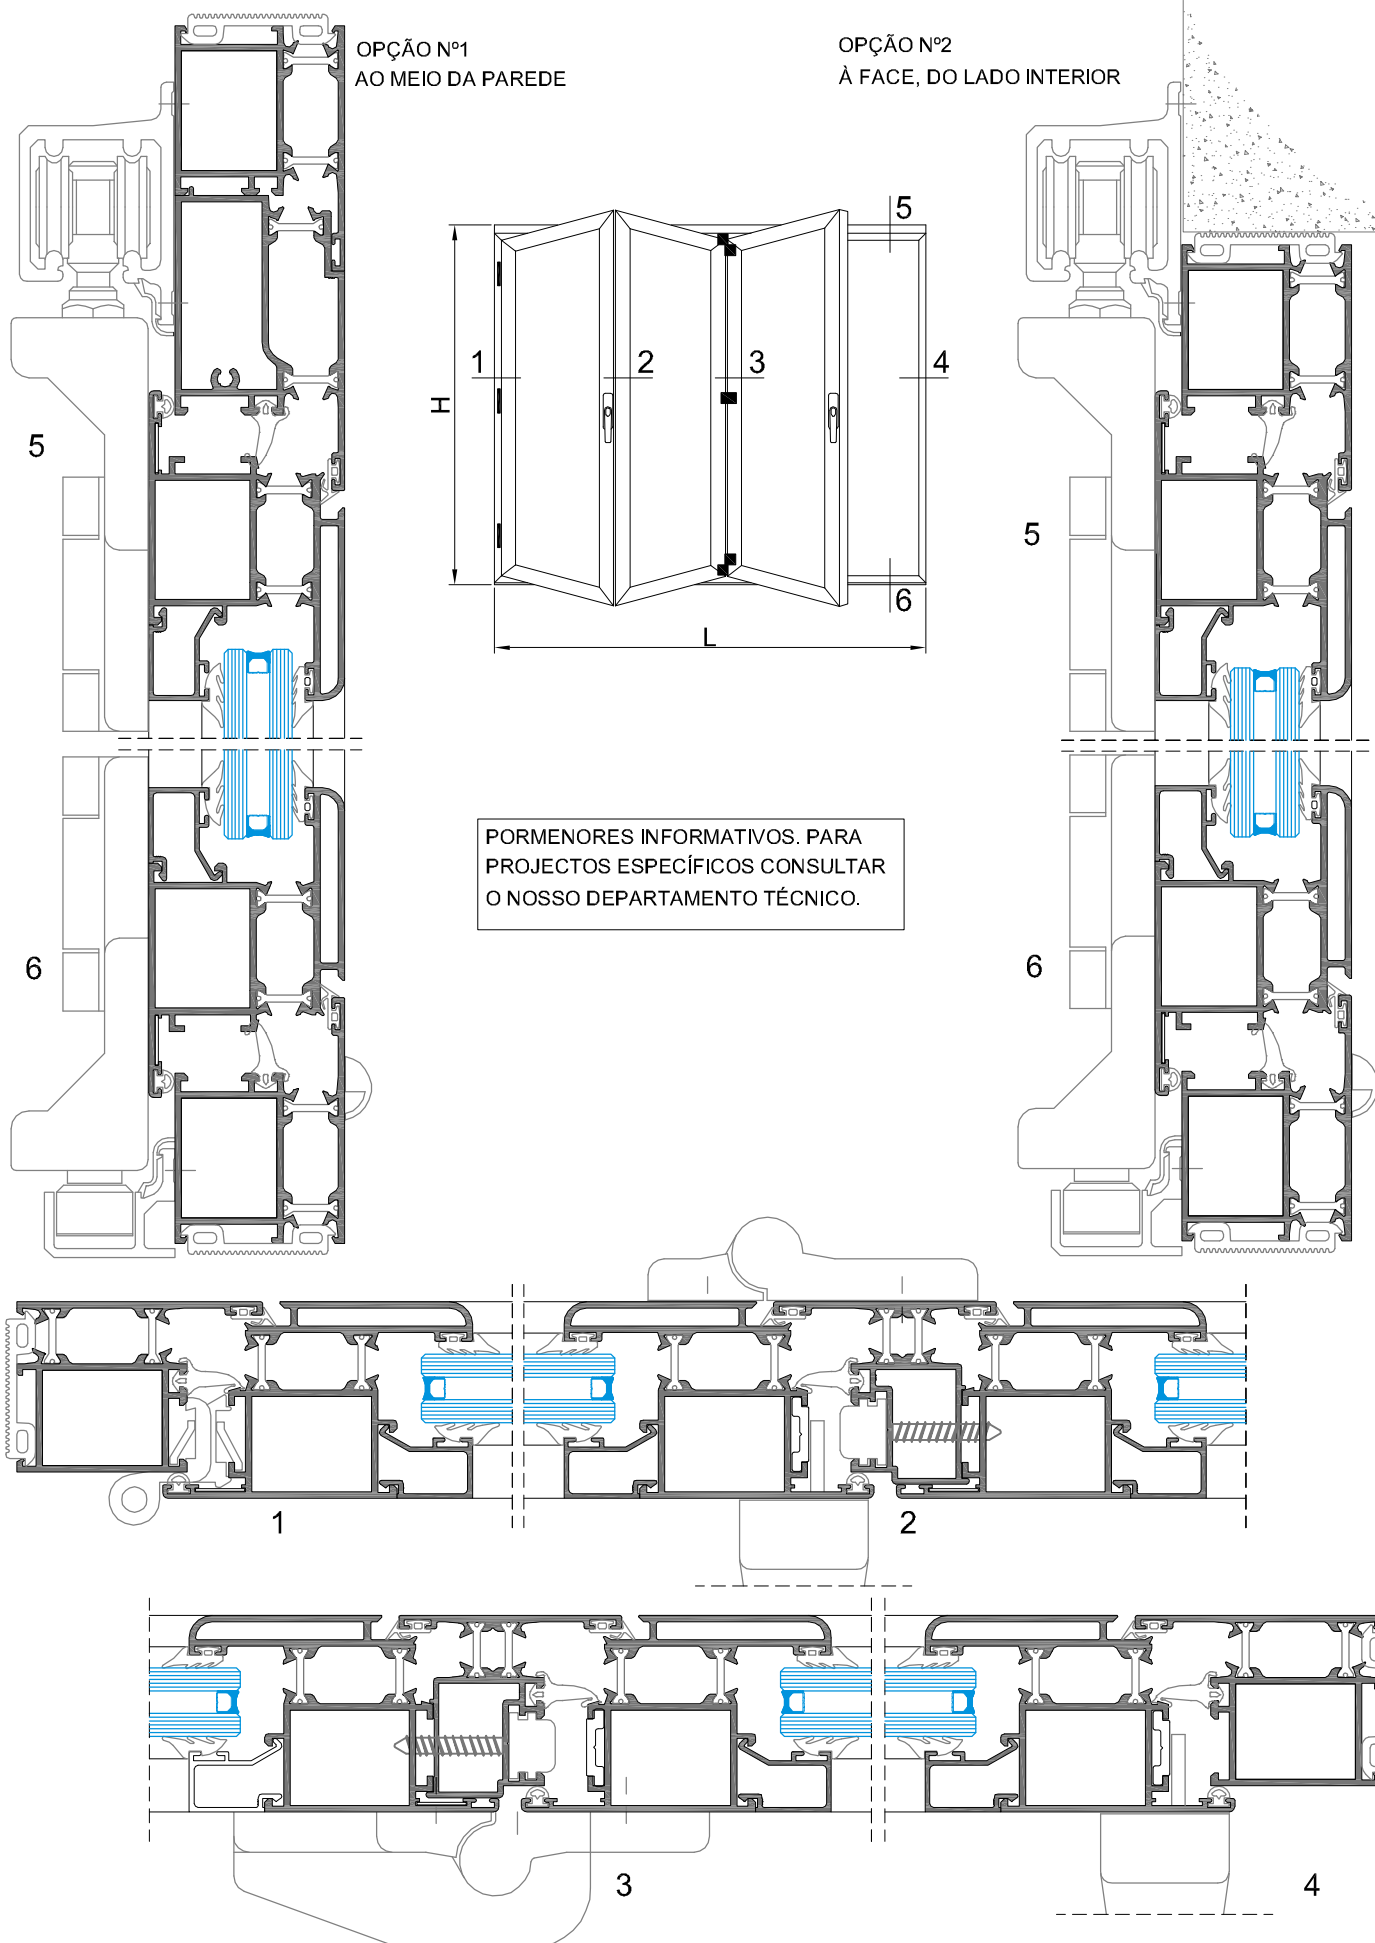 OPÇÃO Nº1
AO MEIO DA PAREDE
OPÇÃO Nº2
À FACE, DO LADO INTERIOR
5
1
2
3
4
H
6
L
5
5
PORMENORES INFORMATIVOS. PARA
PROJECTOS ESPECÍFICOS CONSULTAR
O NOSSO DEPARTAMENTO TÉCNICO.
6
6
1
2
3
4